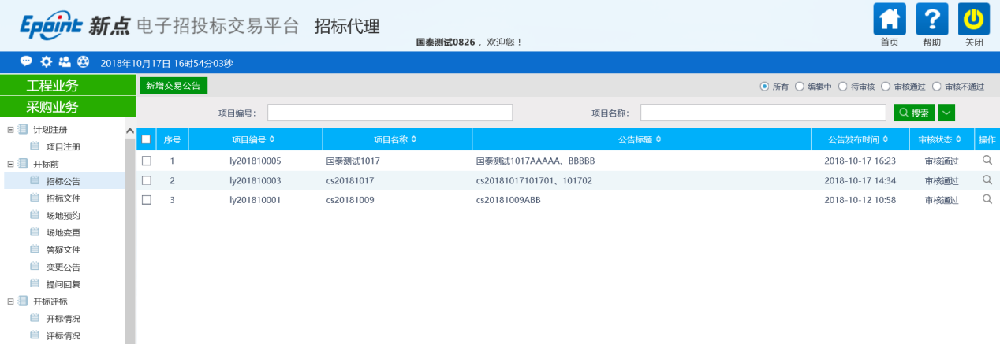 Epoint 新点 电子招投标交易平台 招标代理
国泰测试0826 ，欢迎您！
首页 帮助 关闭
2018年10月17日 16时54分03秒
工程业务
采购业务
计划注册
项目注册
开标前
招标公告
招标文件
场地预约
场地变更
答疑文件
变更公告
提问回复
开标评标
开标情况
评标情况
新增交易公告 所有 编辑中 待审核 审核通过 审核不通过
项目编号： 项目名称： 搜索
序号 项目编号 项目名称 公告标题 公告发布时间 审核状态 操作
1 ly201810005 国泰测试1017 国泰测试1017AAAAA、BBBBB 2018-10-17 16:23 审核通过
2 ly201810003 cs20181017 cs20181017101701、101702 2018-10-17 14:34 审核通过
3 ly201810001 cs20181009 cs20181009ABB 2018-10-12 10:58 审核通过